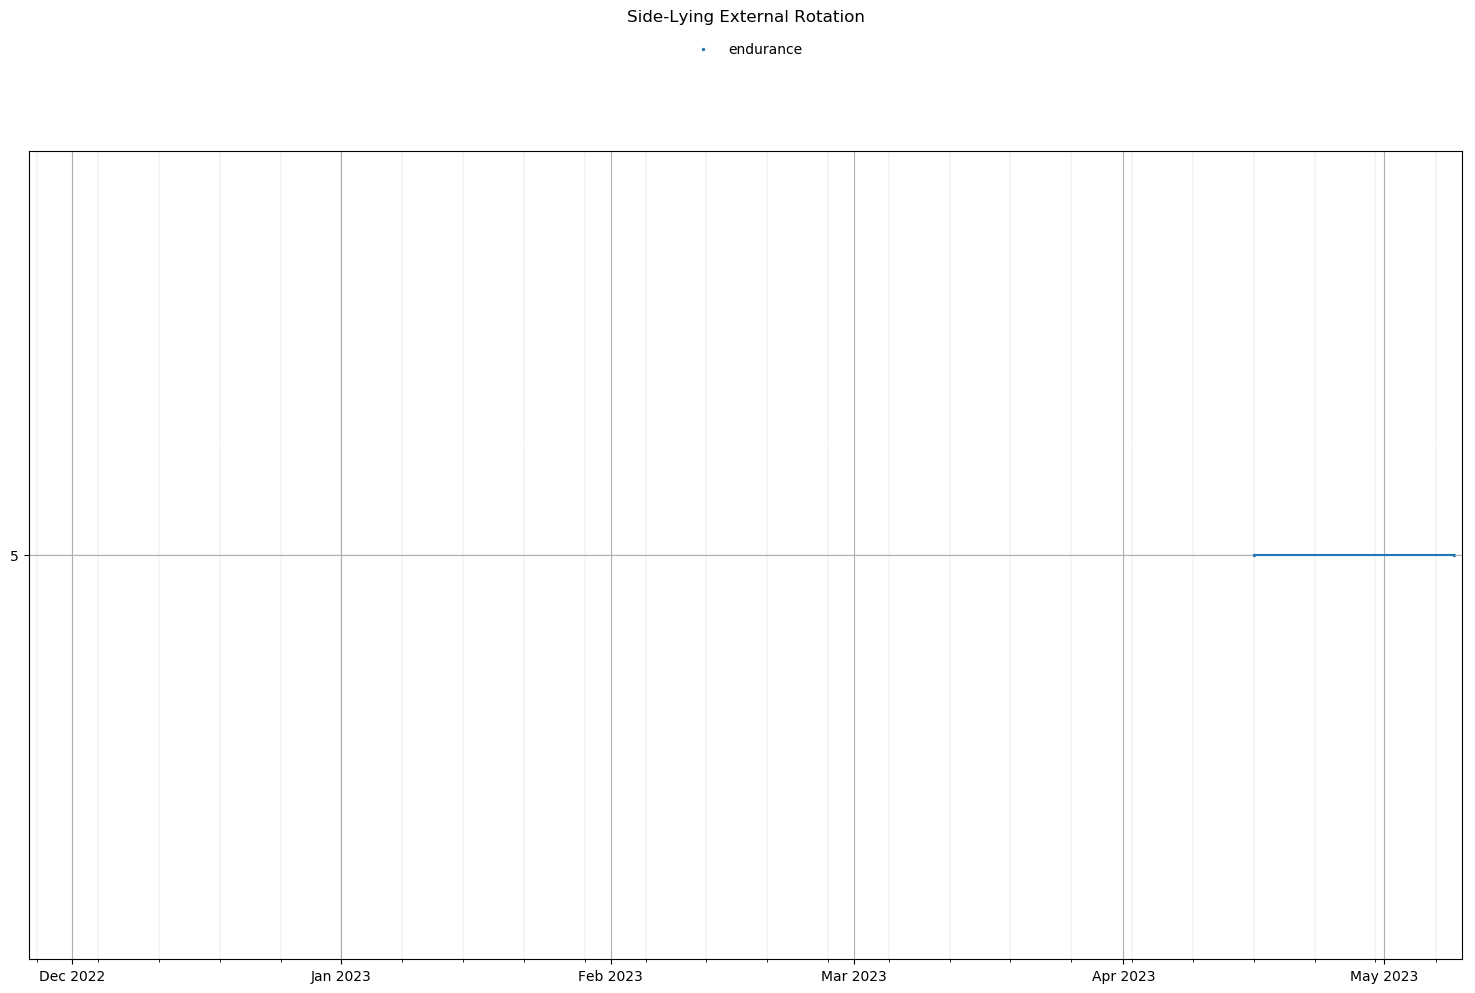 Side-Lying External Rotation
endurance
5
Dec 2022
Jan 2023
Feb 2023
Mar 2023
Apr 2023
May 2023